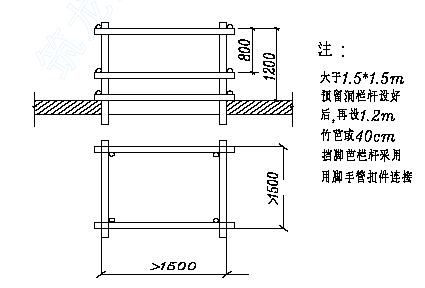 筑龙
800
1200
注：
大于1.5*1.5m
预留洞栏杆设好
后,再设1.2m
竹笆或40cm
挡脚笆栏杆采用
用脚手管扣件连接
>1500
>1500